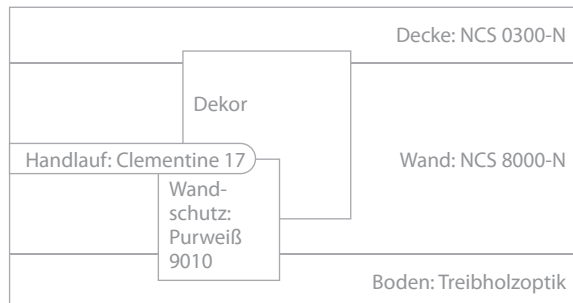 Decke: NCS 0300-N
Dekor
Handlauf: Clementine 17
Wand: NCS 8000-N
Wand-
schutz:
Purweiß
9010
Boden: Treibholzoptik